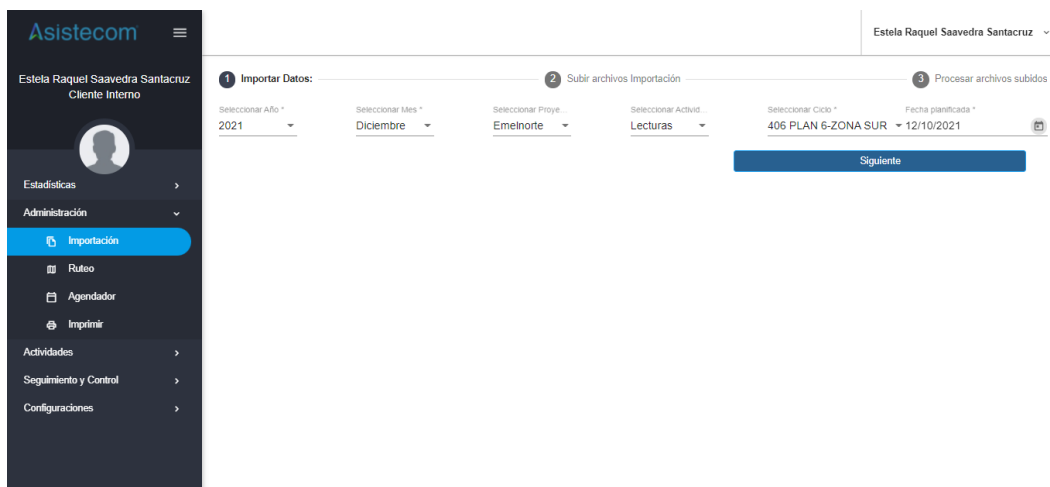 Asistecom
Estela Raquel Saavedra Santacruz
Estela Raquel Saavedra Santacruz
Cliente Interno
Estadísticas
Administración
Importación
Ruteo
Agendador
Imprimir
Actividades
Seguimiento y Control
Configuraciones
1 Importar Datos:
2 Subir archivos Importación
3 Procesar archivos subidos
Seleccionar Año *
2021
Seleccionar Mes *
Diciembre
Seleccionar Proye...
Emelnorte
Seleccionar Activid...
Lecturas
Seleccionar Ciclo *
406 PLAN 6-ZONA SUR
Fecha planificada *
12/10/2021
Siguiente